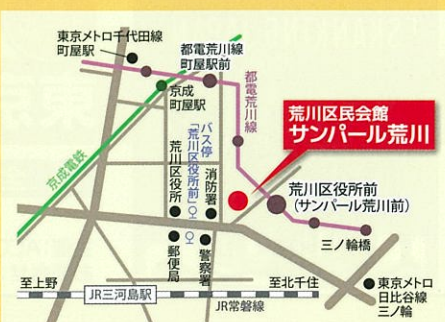 東京メトロ千代田線
町屋駅
都電荒川線
町屋駅前
京成
町屋駅
都電荒川線
荒川区民会館
サンパール荒川
京成電鉄
バス停
「荒川区役所前」
荒川区役所
消防署
荒川区役所前
(サンパール荒川前)
三ノ輪橋
郵便局
警察署
至上野
JR三河島駅
JR常磐線
至北千住
東京メトロ
日比谷線
三ノ輪